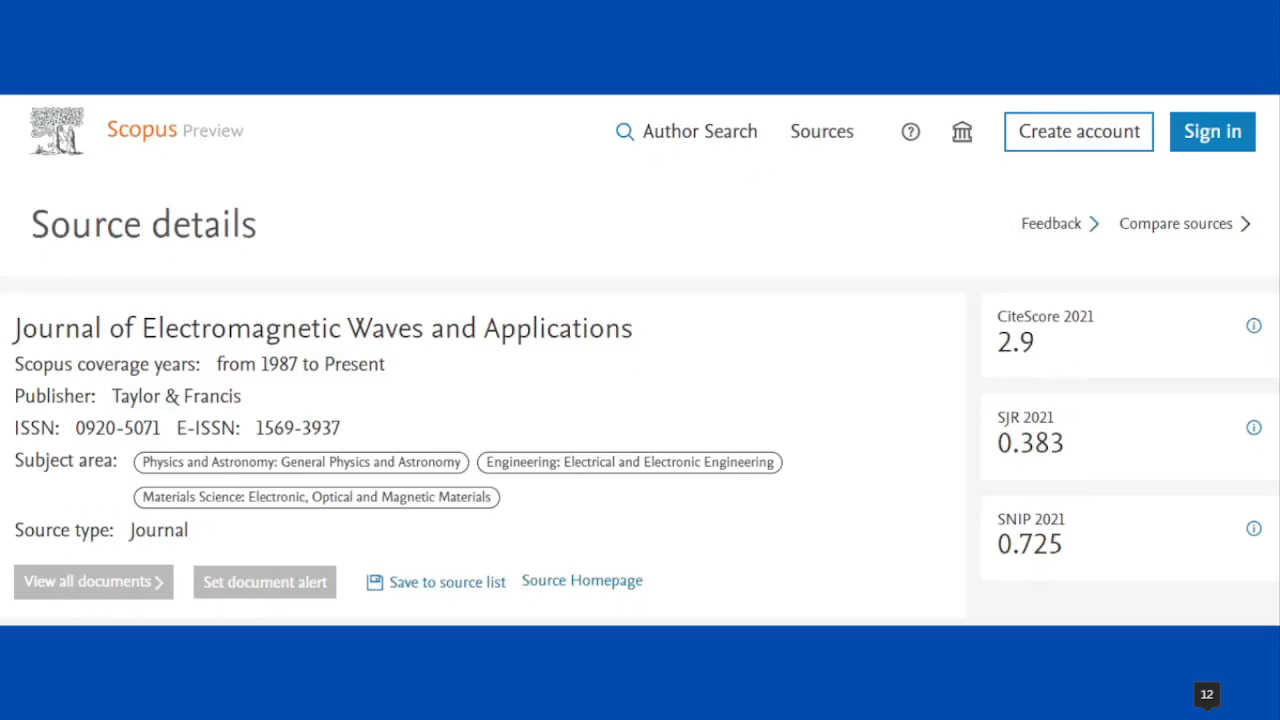 Scopus Preview
Author Search
Sources
?
Create account
Sign in
Source details
Feedback
Compare sources
Journal of Electromagnetic Waves and Applications
Scopus coverage years: from 1987 to Present
Publisher: Taylor & Francis
ISSN: 0920-5071 E-ISSN: 1569-3937
Subject area: Physics and Astronomy: General Physics and Astronomy Engineering: Electrical and Electronic Engineering
Materials Science: Electronic, Optical and Magnetic Materials
Source type: Journal
View all documents
Set document alert
Save to source list
Source Homepage
CiteScore 2021
2.9
SJR 2021
0.383
SNIP 2021
0.725
12